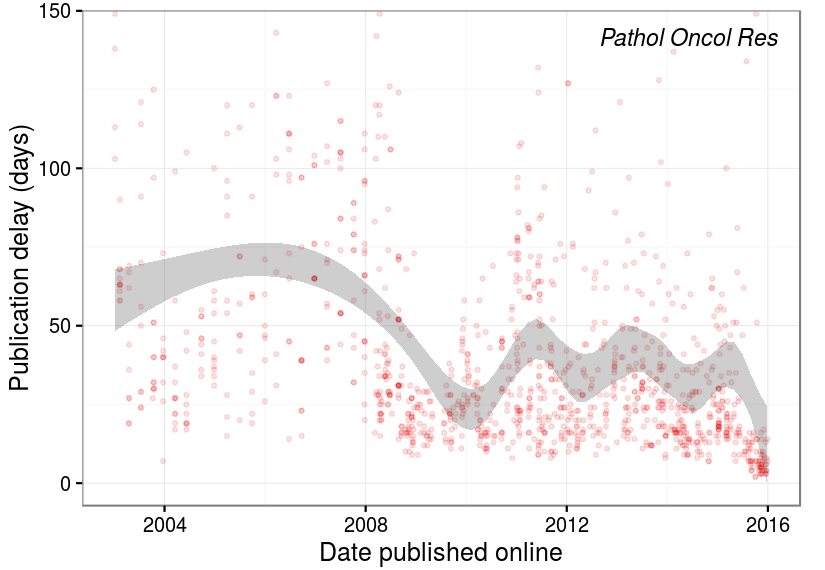 Pathol Oncol Res
Publication delay (days)
150
100
50
0
2004
2008
2012
2016
Date published online